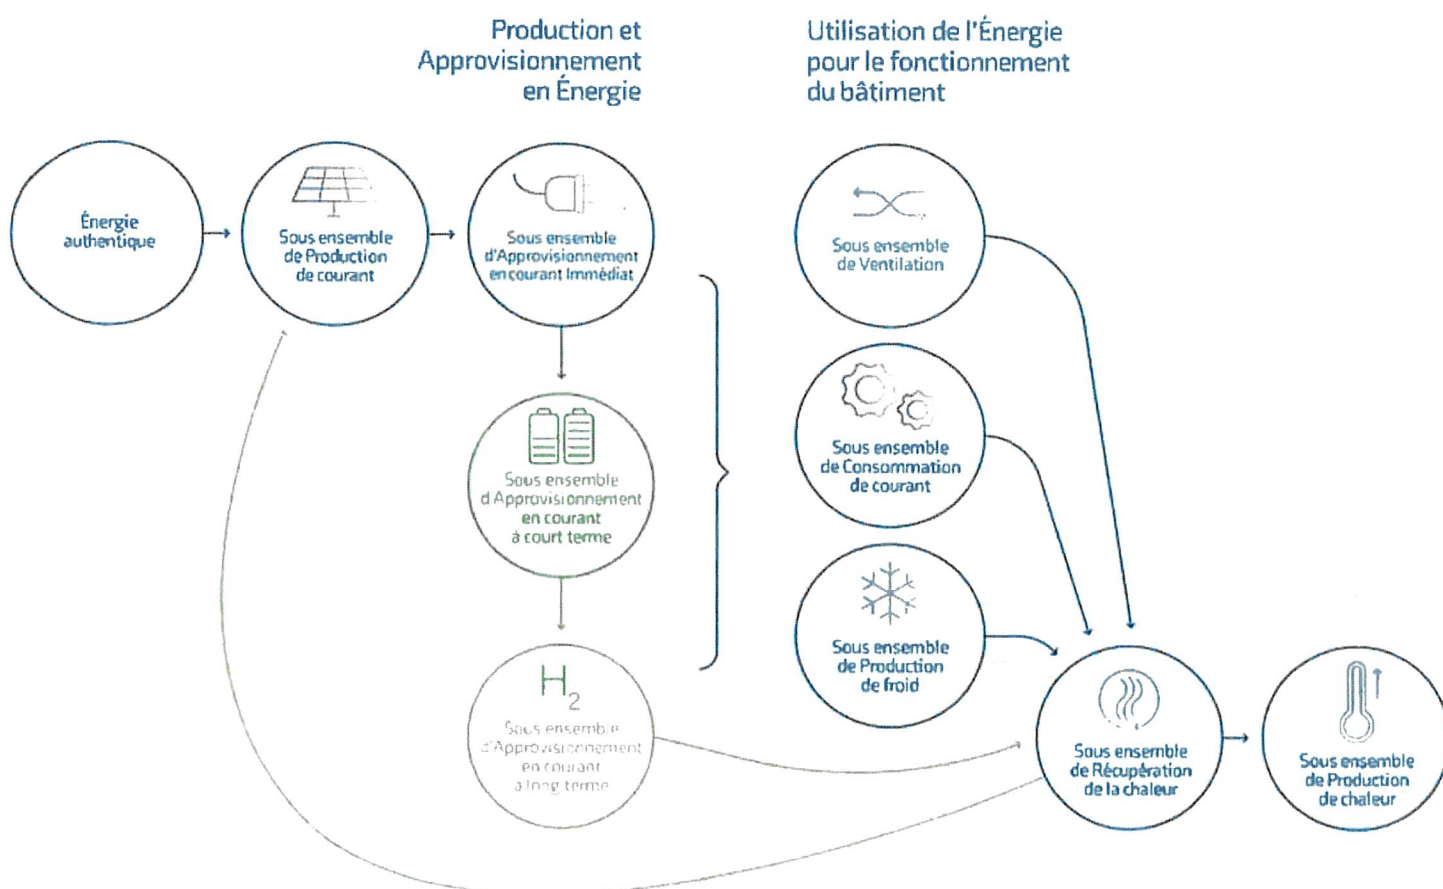 Production et
Approvisionnement
en Énergie
Utilisation de l'Énergie
pour le fonctionnement
du bâtiment
Énergie
authentique
Sous ensemble
de Production
de courant
Sous ensemble
d'Approvisionnement
en courant Immédiat
Sous ensemble
de Ventilation
Sous ensemble
d'Approvisionnement
en courant
à court terme
Sous ensemble
de Consommation
de courant
Sous ensemble
de Production
de froid
H2
Sous ensemble
d'Approvisionnement
en courant
à long terme
Sous ensemble
de Récupération
de la chaleur
Sous ensemble
de Production
de chaleur